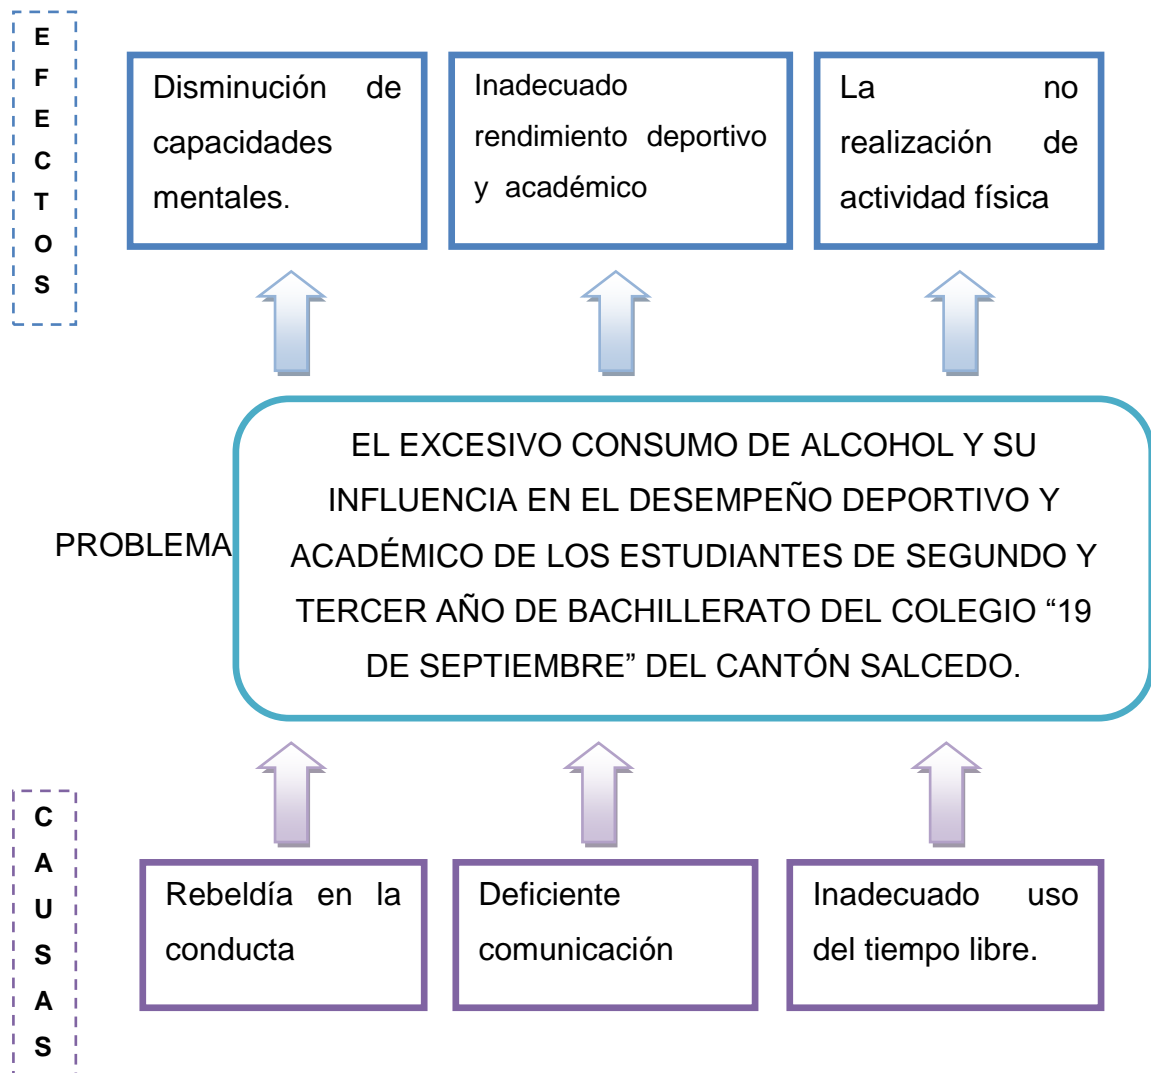 EFECTOS
Disminución de
capacidades
mentales.
Inadecuado
rendimiento deportivo
y académico
La no
realización de
actividad física
PROBLEMA
EL EXCESIVO CONSUMO DE ALCOHOL Y SU
INFLUENCIA EN EL DESEMPEÑO DEPORTIVO Y
ACADÉMICO DE LOS ESTUDIANTES DE SEGUNDO Y
TERCER AÑO DE BACHILLERATO DEL COLEGIO “19
DE SEPTIEMBRE” DEL CANTÓN SALCEDO.
CAUSAS
Rebeldía en la
conducta
Deficiente
comunicación
Inadecuado uso
del tiempo libre.